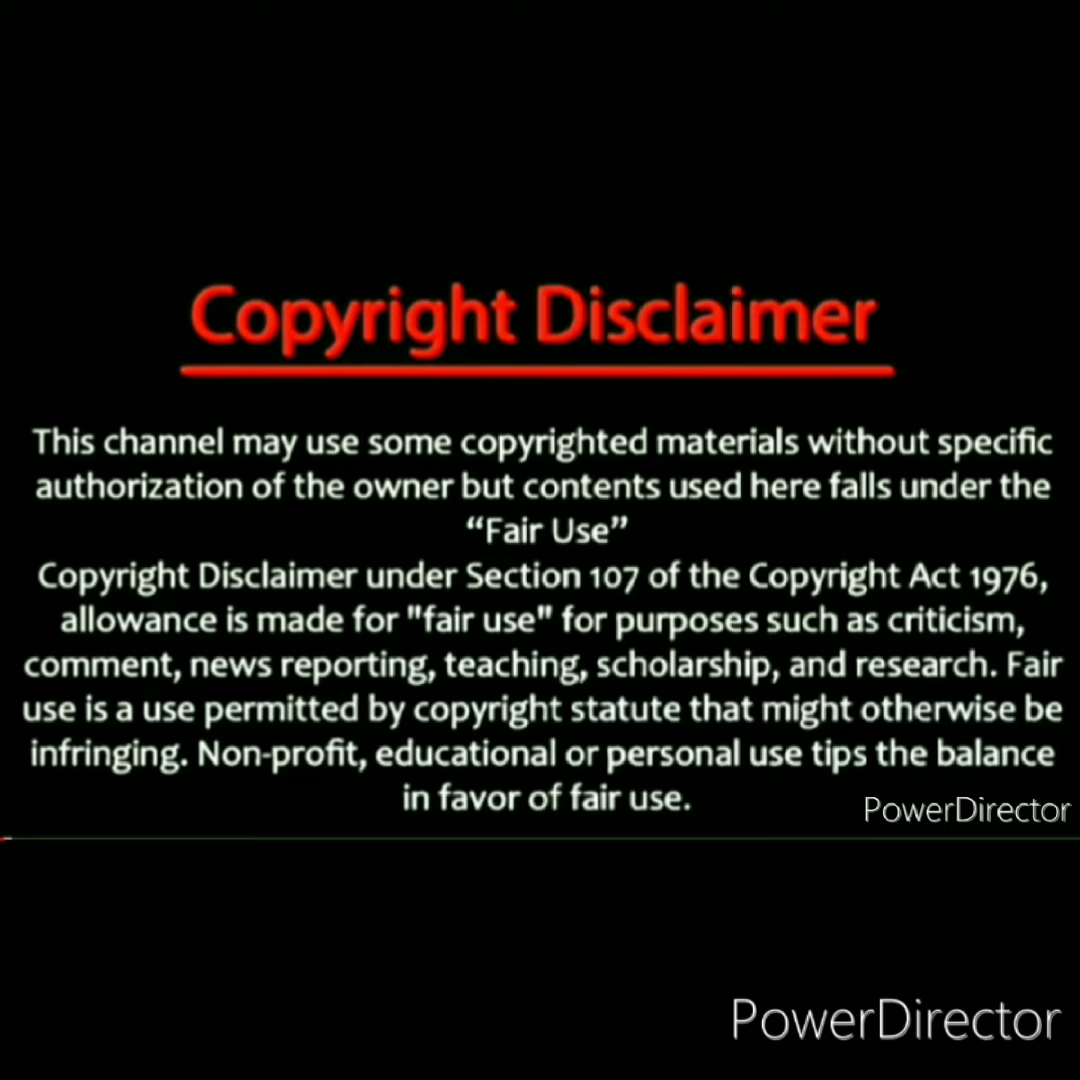 Copyright Disclaimer
This channel may use some copyrighted materials without specific
authorization of the owner but contents used here falls under the
“Fair Use”
Copyright Disclaimer under Section 107 of the Copyright Act 1976,
allowance is made for "fair use" for purposes such as criticism,
comment, news reporting, teaching, scholarship, and research. Fair
use is a use permitted by copyright statute that might otherwise be
infringing. Non-profit, educational or personal use tips the balance
in favor of fair use.
PowerDirector
PowerDirector